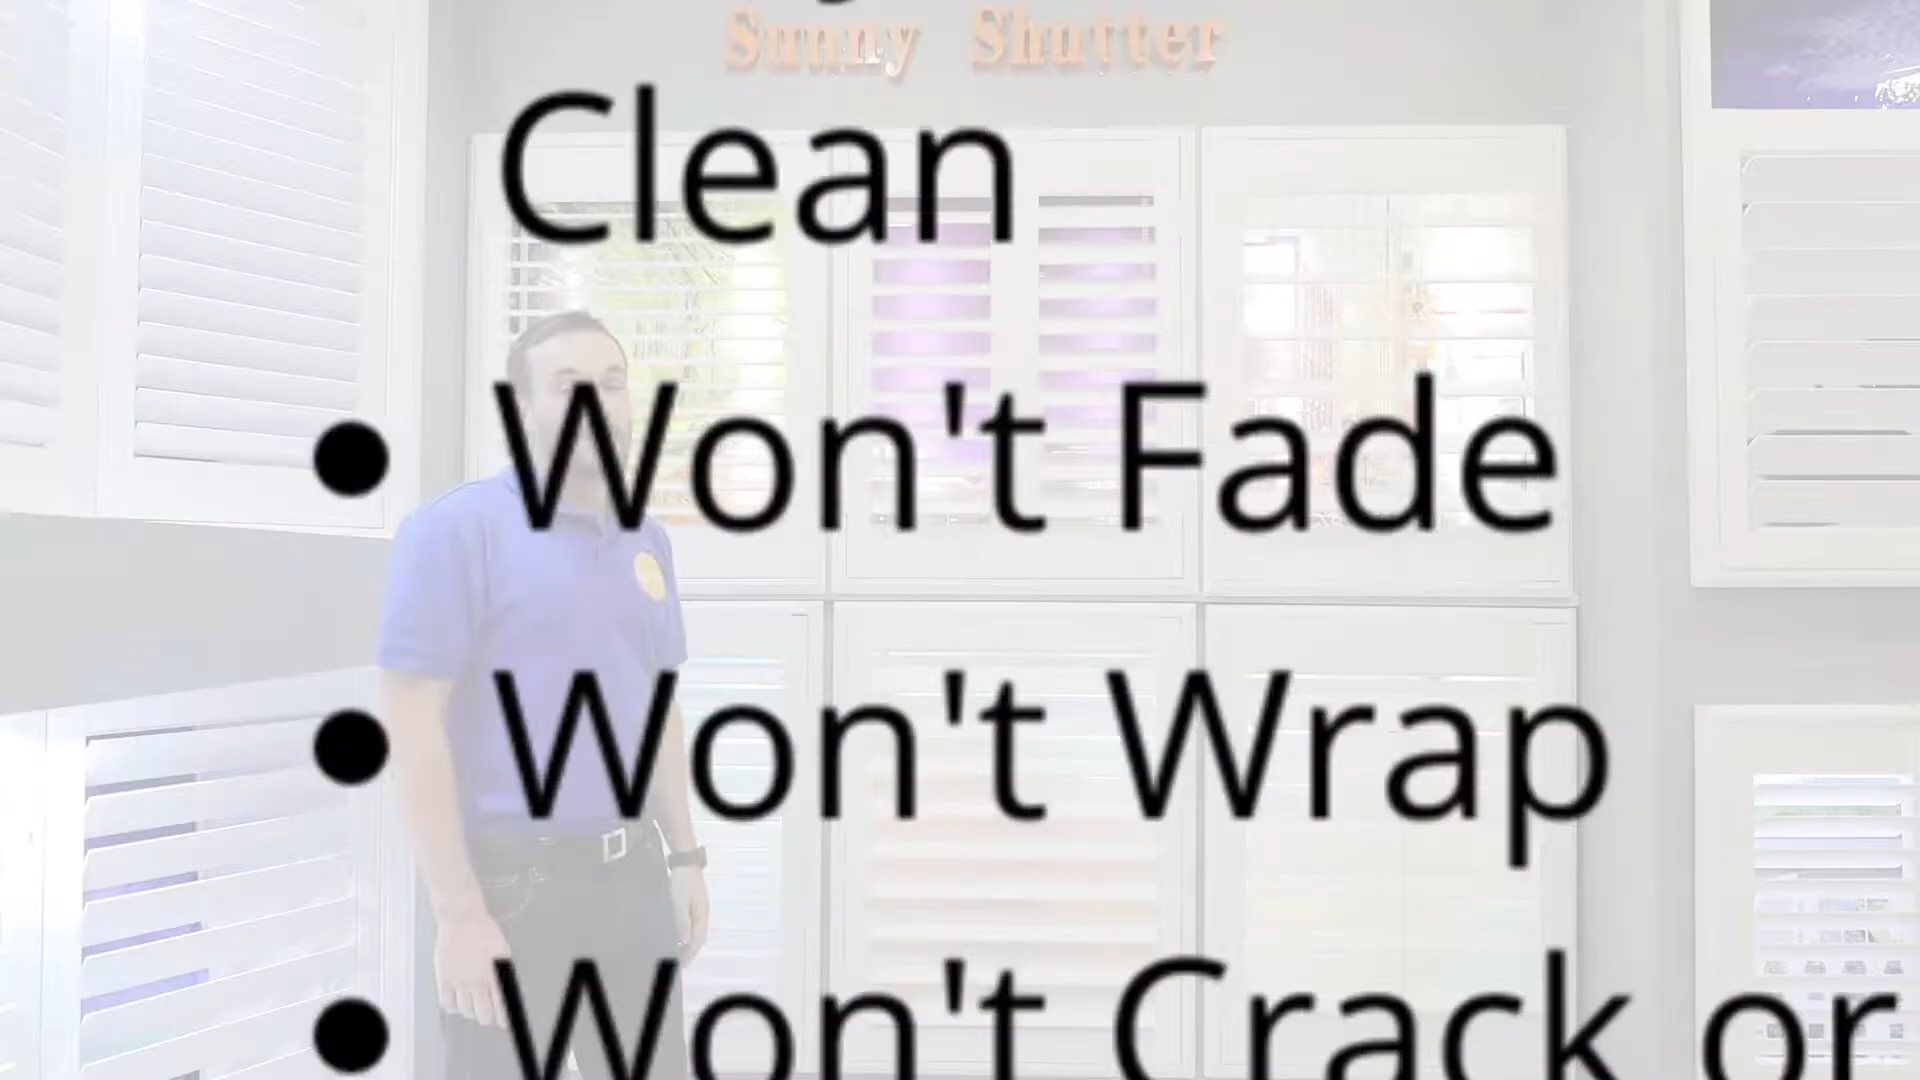 Sunny Shutter
Clean
• Won't Fade
• Won't Wrap
• Won't Crack or